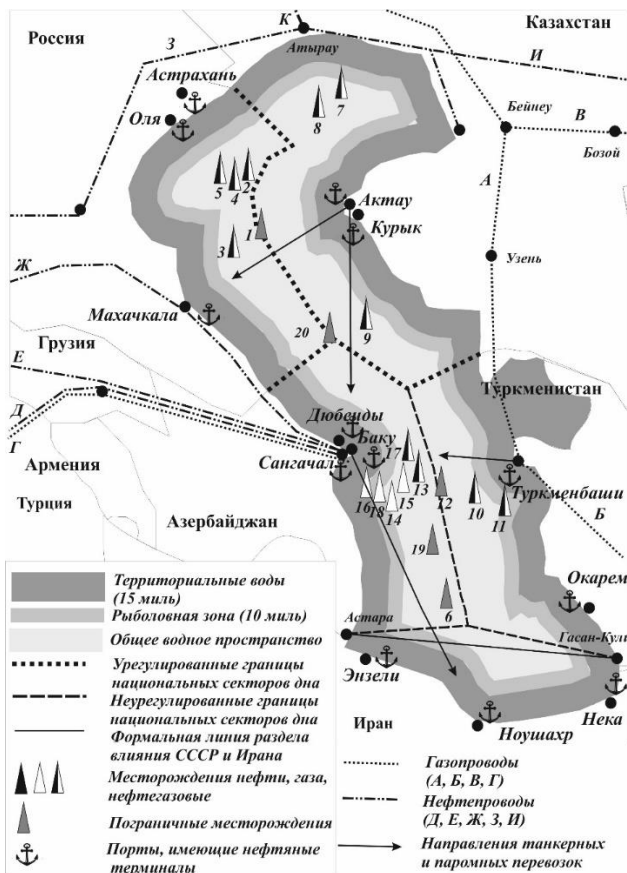 Россия
К
Казахстан
З
Атырау
И
Астрахань
Оля
7
8
Бейнеу
В
Бозой
А
5
4
2
Актау
Курык
1
3
Узень
Ж
Махачкала
20
9
Е
Грузия
Туркменистан
Д
Г
Дюбенды
Баку
Сангачал
17
Армения
Турция
Азербайджан
16
18
14
15
13
12
10
11
Туркменбаши
Б
19
6
Окарем
Астара
Гасан-Кули
Энзели
Иран
Нека
Ноушахр
Территориальные воды
(15 миль)
Рыболовная зона (10 миль)
Общее водное пространство
Урегулированные границы
национальных секторов дна
Неурегулированные границы
национальных секторов дна
Формальная линия раздела
влияния СССР и Ирана
Месторождения нефти, газа,
нефтегазовые
Пограничные месторождения
Порты, имеющие нефтяные
терминалы
Газопроводы
(А, Б, В, Г)
Нефтепроводы
(Д, Е, Ж, З, И)
Направления танкерных
и паромных перевозок